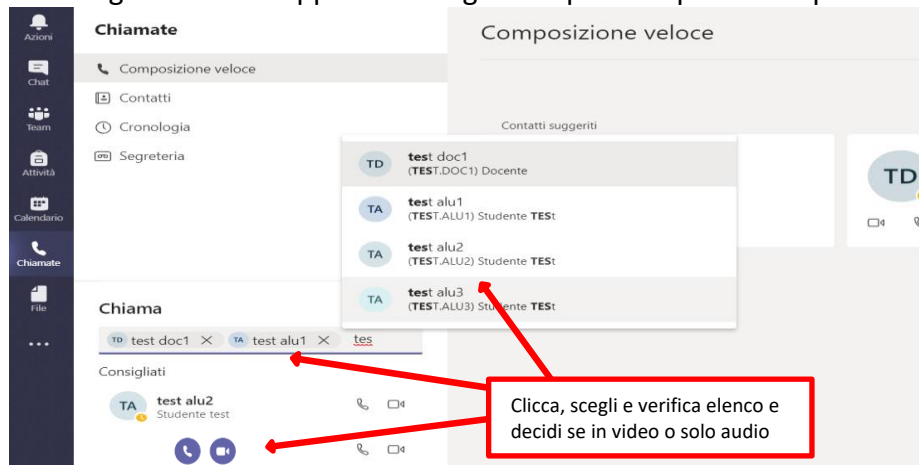 Azioni
Chat
Team
Attività
Calendario
Chiamate
File
Chiamate
Composizione veloce
Contatti
Cronologia
Segreteria
Composizione veloce
Contatti suggeriti
TD test doc1
(TEST.DOC1) Docente
TA test alu1
(TEST.ALU1) Studente TESt
TA test alu2
(TEST.ALU2) Studente TESt
TA test alu3
(TEST.ALU3) Studente TESt
TD
Chiama
TD test doc1 TA test alu1 tes
Consigliati
TA test alu2
Studente test
Clicca, scegli e verifica elenco e
decidi se in video o solo audio